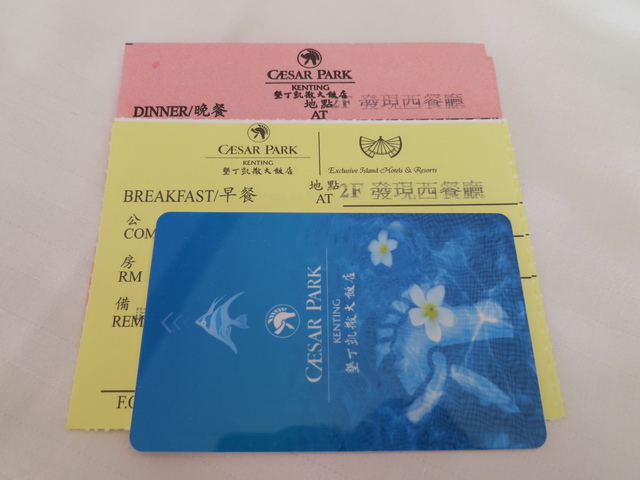 CÆSAR PARK
KENTING
墾丁凱撒大飯店
DINNER/晚餐
地點
AT 2F 發現西餐廳
CÆSAR PARK
KENTING
墾丁凱撒大飯店
Exclusive Island Hotels & Resorts
BREAKFAST/早餐
地點
AT 2F 發現西餐廳
公
COM
房
RM
備
REM
F.O
CÆSAR PARK
KENTING
墾丁凱撒大飯店